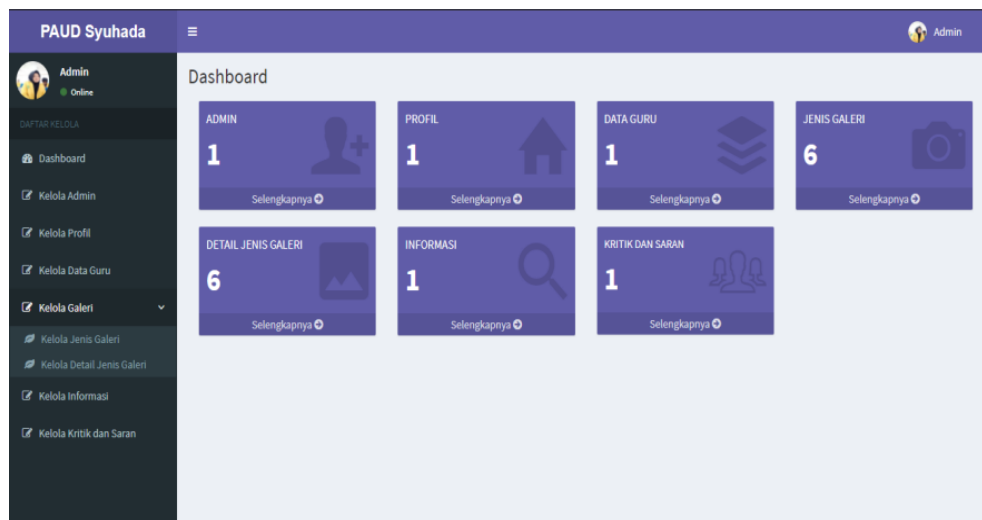 PAUD Syuhada
Admin
Admin
Online
DAFTAR KELOLA
Dashboard
Kelola Admin
Kelola Profil
Kelola Data Guru
Kelola Galeri
Kelola Jenis Galeri
Kelola Detail Jenis Galeri
Kelola Informasi
Kelola Kritik dan Saran
Dashboard
ADMIN
1
Selengkapnya
PROFIL
1
Selengkapnya
DATA GURU
1
Selengkapnya
JENIS GALERI
6
Selengkapnya
DETAIL JENIS GALERI
6
Selengkapnya
INFORMASI
1
Selengkapnya
KRITIK DAN SARAN
1
Selengkapnya